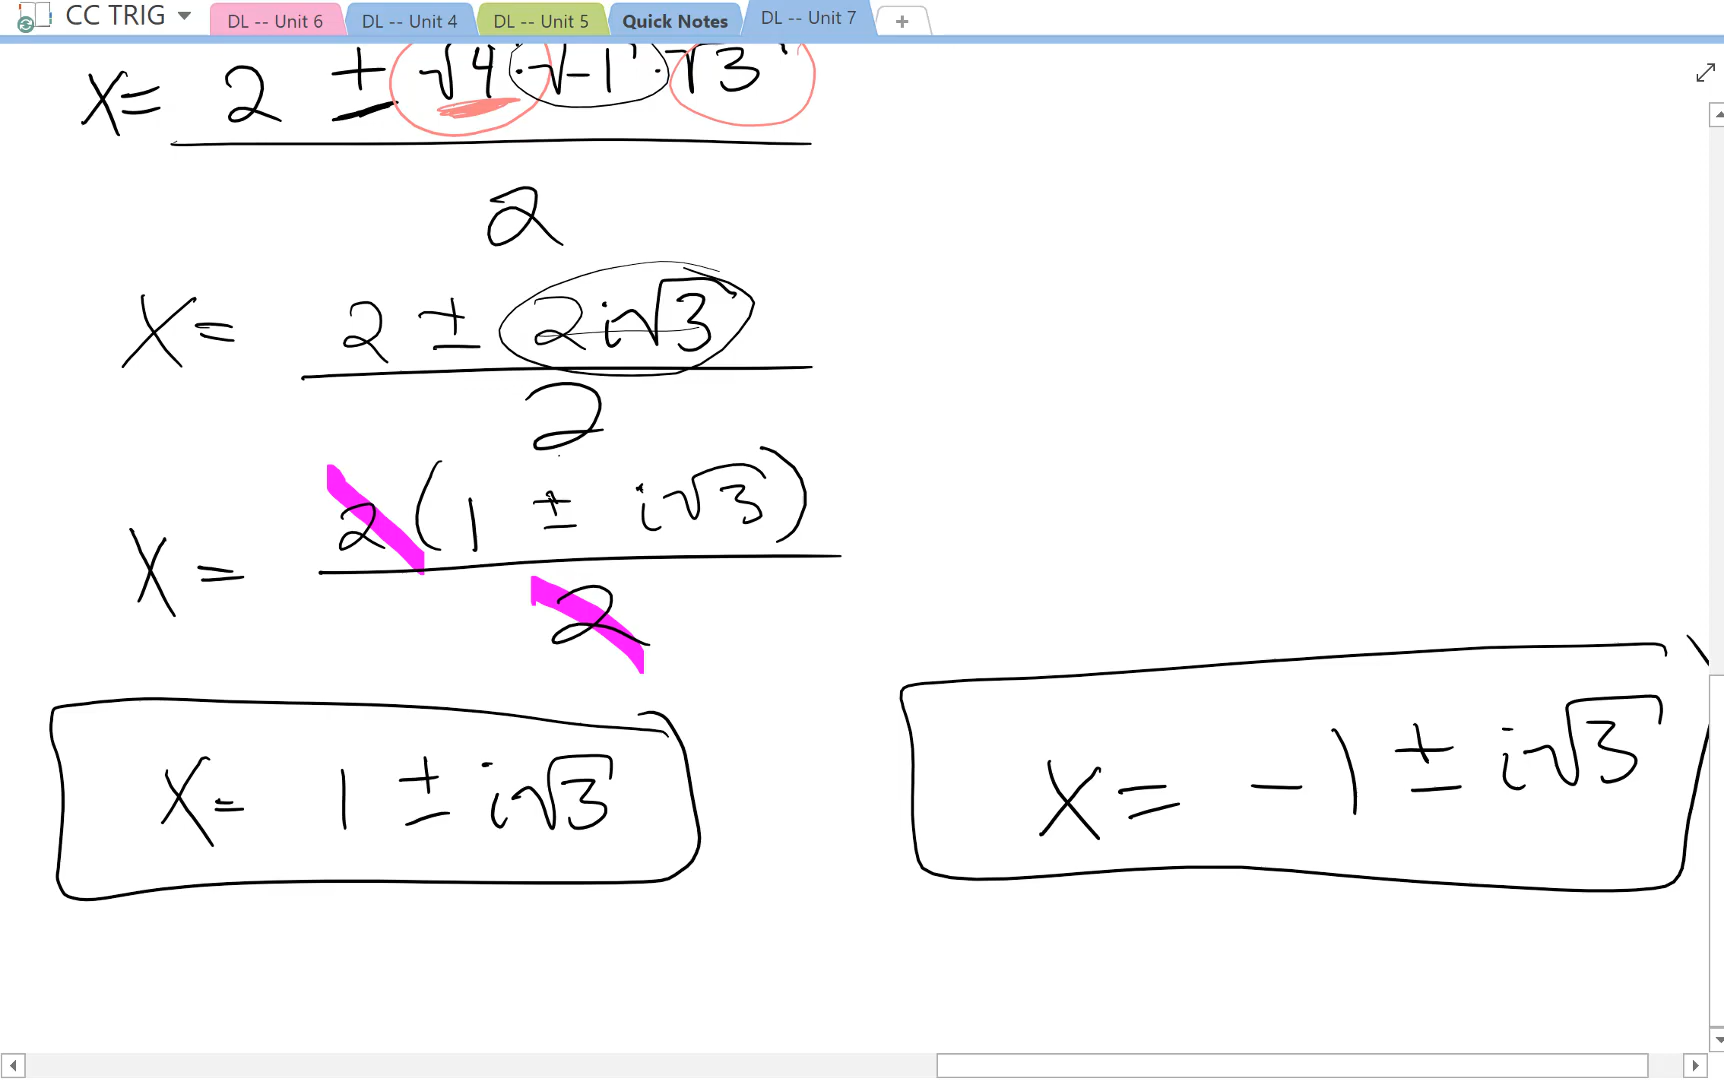 CC TRIG
DL -- Unit 6
DL -- Unit 4
DL -- Unit 5
Quick Notes
DL -- Unit 7
+
x= 2 ± √4 · √-1 · √3
2
x= 2 ± 2i√3
2
x = 2(1 ± i√3)
2
x= 1 ± i√3
x= -1 ± i√3